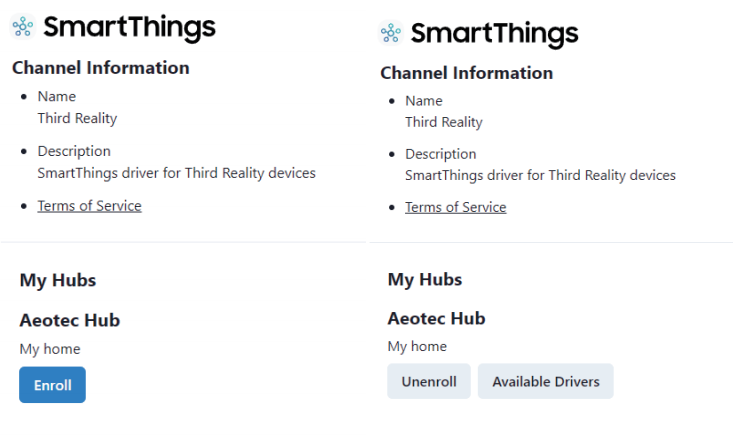 SmartThings
Channel Information
Name
Third Reality
Description
SmartThings driver for Third Reality devices
Terms of Service
My Hubs
Aeotec Hub
My home
Enroll
SmartThings
Channel Information
Name
Third Reality
Description
SmartThings driver for Third Reality devices
Terms of Service
My Hubs
Aeotec Hub
My home
Unenroll Available Drivers